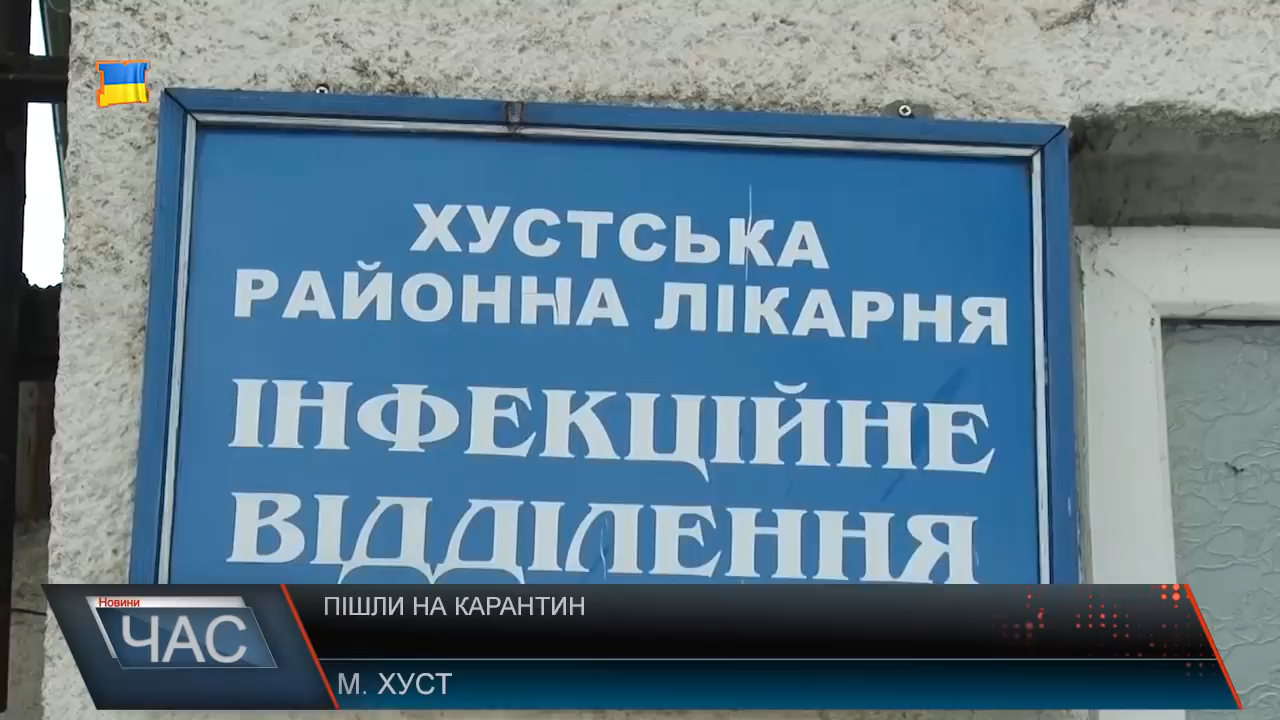 ХУСТСЬКА
РАЙОННА ЛІКАРНЯ
ІНФЕКЦІЙНЕ
ВІДДІЛЕННЯ
Новини
ЧАС
ПІШЛИ НА КАРАНТИН
М. ХУСТ